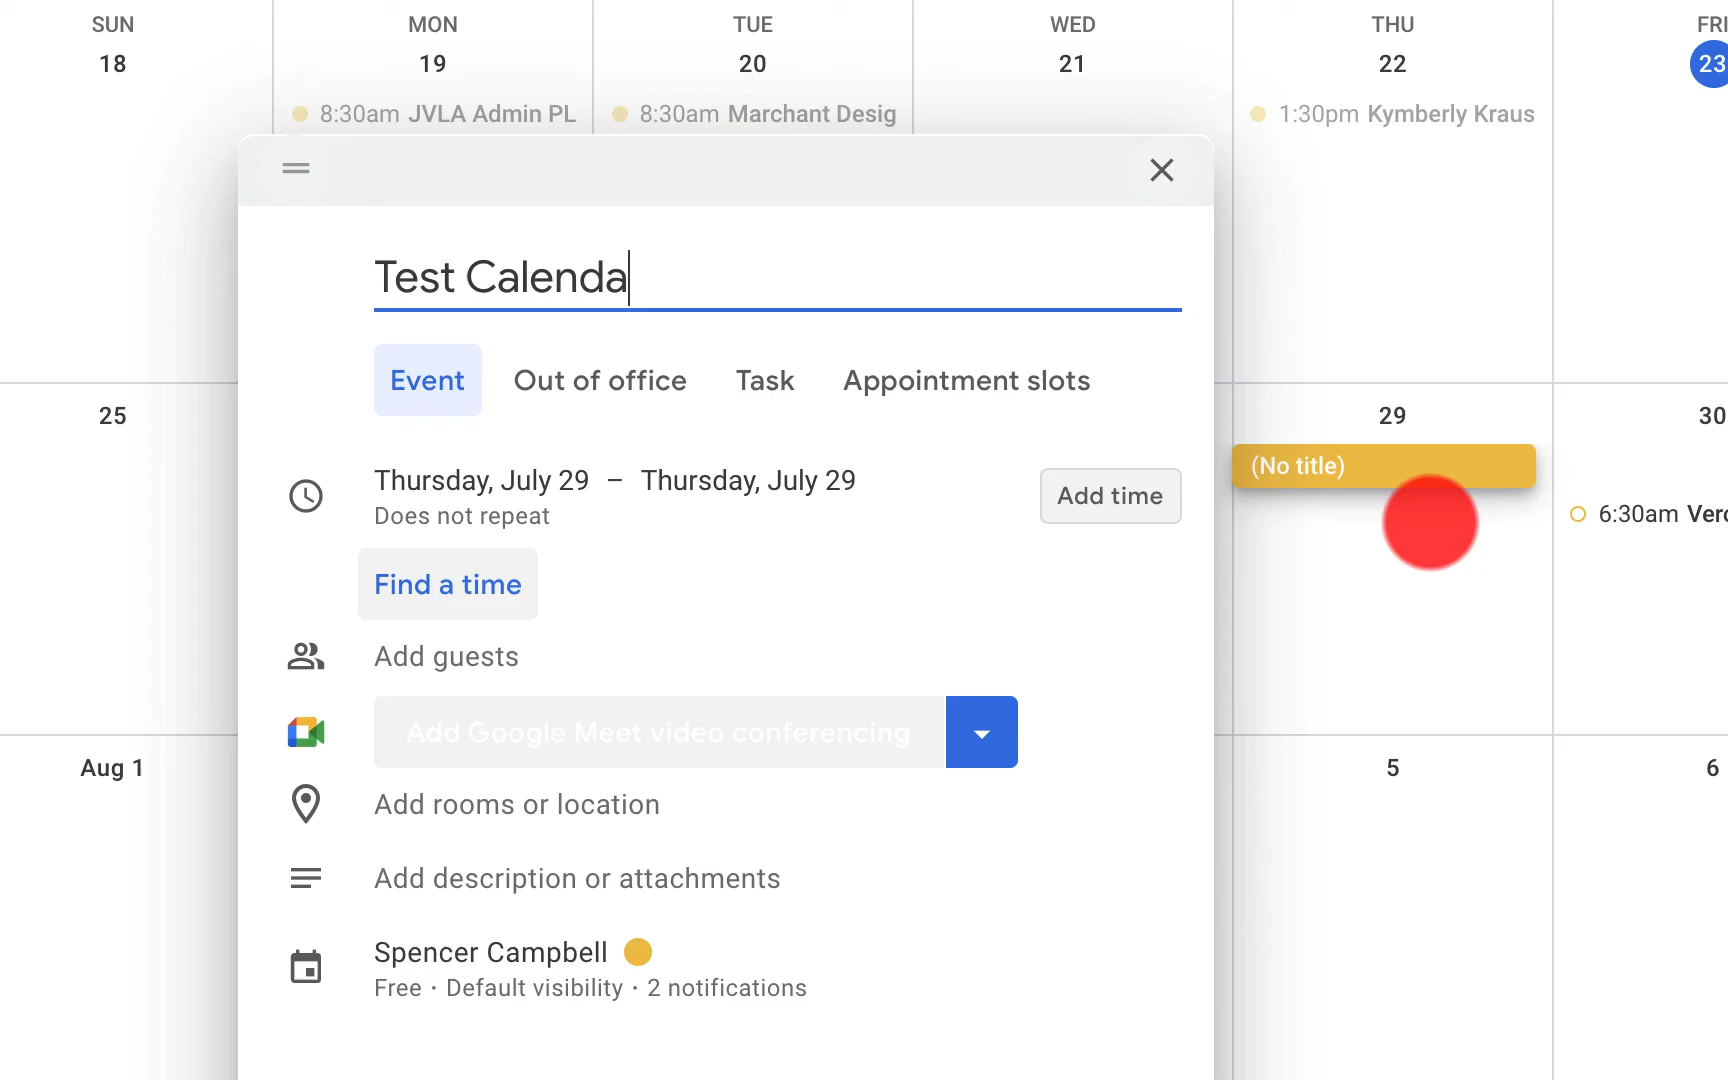 SUN
MON
TUE
WED
THU
FRI
18
19
20
21
22
23
8:30am JVLA Admin PL
8:30am Marchant Desig
1:30pm Kymberly Kraus
Test Calenda
Event
Out of office
Task
Appointment slots
25
29
30
Thursday, July 29 – Thursday, July 29
Does not repeat
Add time
(No title)
6:30am Verc
Find a time
Add guests
Add Google Meet video conferencing
Aug 1
5
6
Add rooms or location
Add description or attachments
Spencer Campbell
Free · Default visibility · 2 notifications